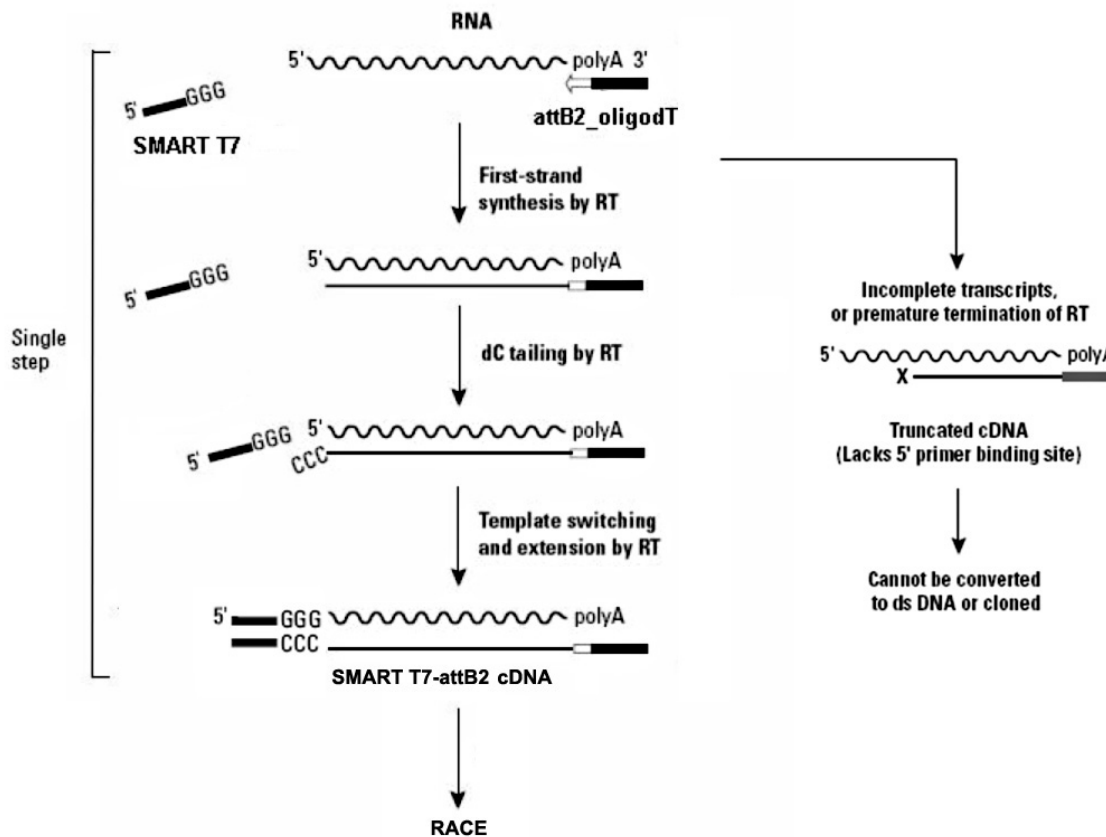 RNA
5' polyA 3'
5' GGG
attB2_oligodT
SMART T7
First-strand
synthesis by RT
5' GGG
5' polyA
Incomplete transcripts,
or premature termination of RT
Single
step
dC tailing by RT
5' polyA
X
5' GGG
5' polyA
CCC
Truncated cDNA
(Lacks 5' primer binding site)
Template switching
and extension by RT
Cannot be converted
to ds DNA or cloned
5' GGG polyA
CCC
SMART T7-attB2 cDNA
RACE